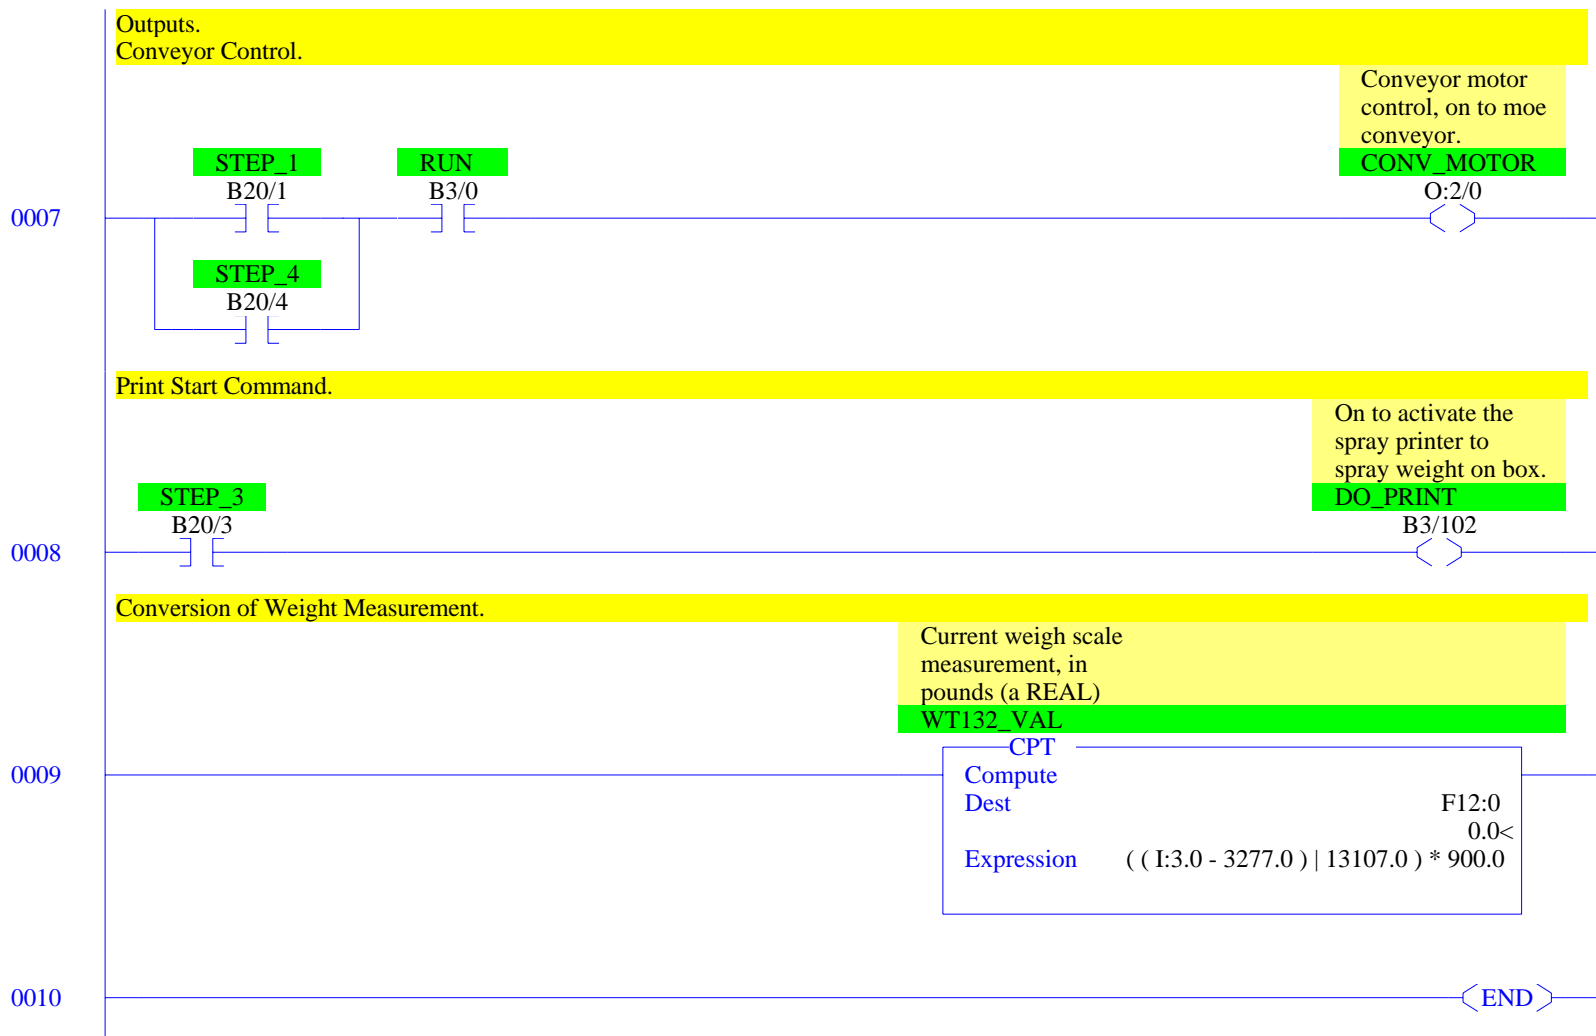 Outputs.
Conveyor Control.
Conveyor motor
control, on to moe
conveyor.
STEP_1
RUN
CONV_MOTOR
B20/1
B3/0
O:2/0
0007
STEP_4
B20/4
Print Start Command.
On to activate the
spray printer to
spray weight on box.
STEP_3
DO_PRINT
B20/3
B3/102
0008
Conversion of Weight Measurement.
Current weigh scale
measurement, in
pounds (a REAL)
WT132_VAL
CPT
0009
Compute
Dest F12:0
0.0<
Expression ( ( I:3.0 - 3277.0 ) | 13107.0 ) * 900.0
0010
END